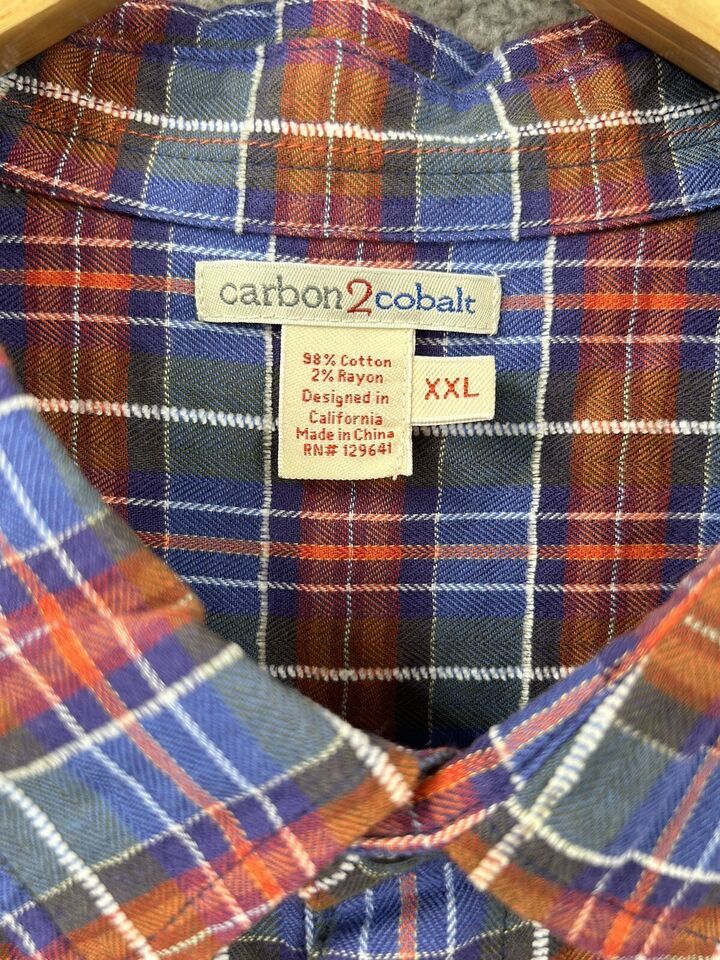 carbon2cobalt
98% Cotton
2% Rayon
Designed in
California
Made in China
RN# 129641
XXL